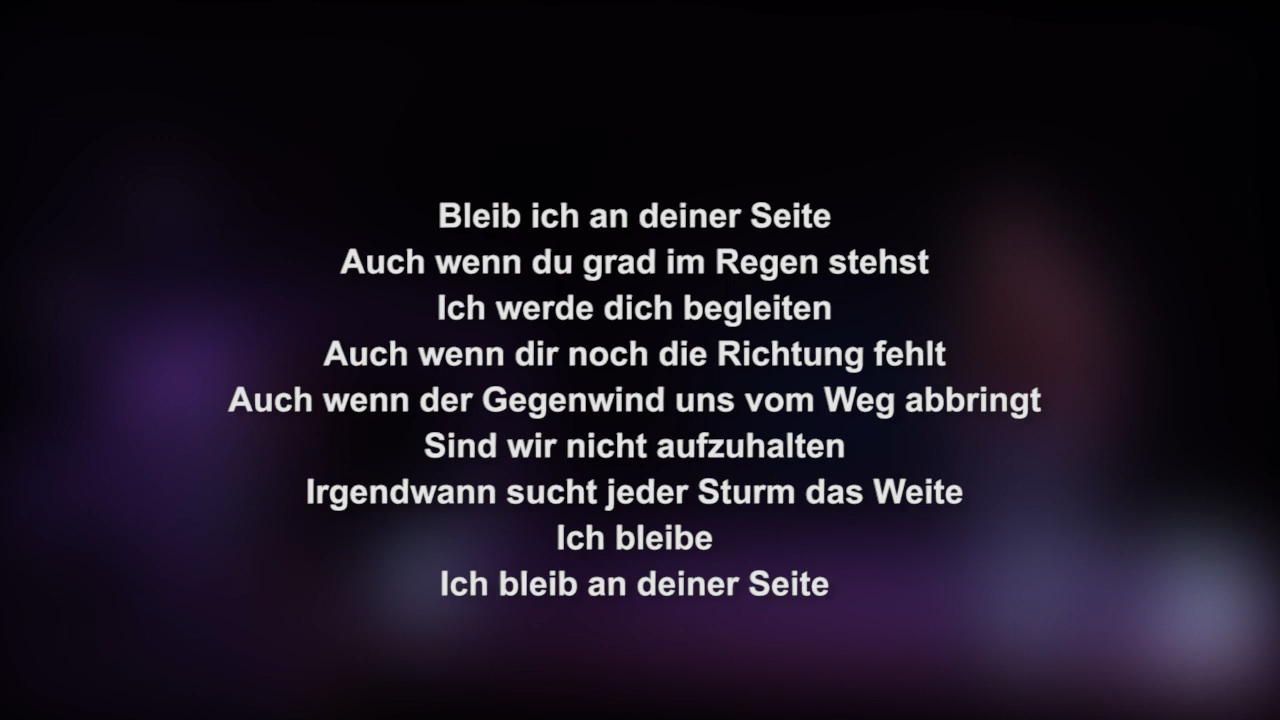 Bleib ich an deiner Seite
Auch wenn du grad im Regen stehst
Ich werde dich begleiten
Auch wenn dir noch die Richtung fehlt
Auch wenn der Gegenwind uns vom Weg abbringt
Sind wir nicht aufzuhalten
Irgendwann sucht jeder Sturm das Weite
Ich bleibe
Ich bleib an deiner Seite